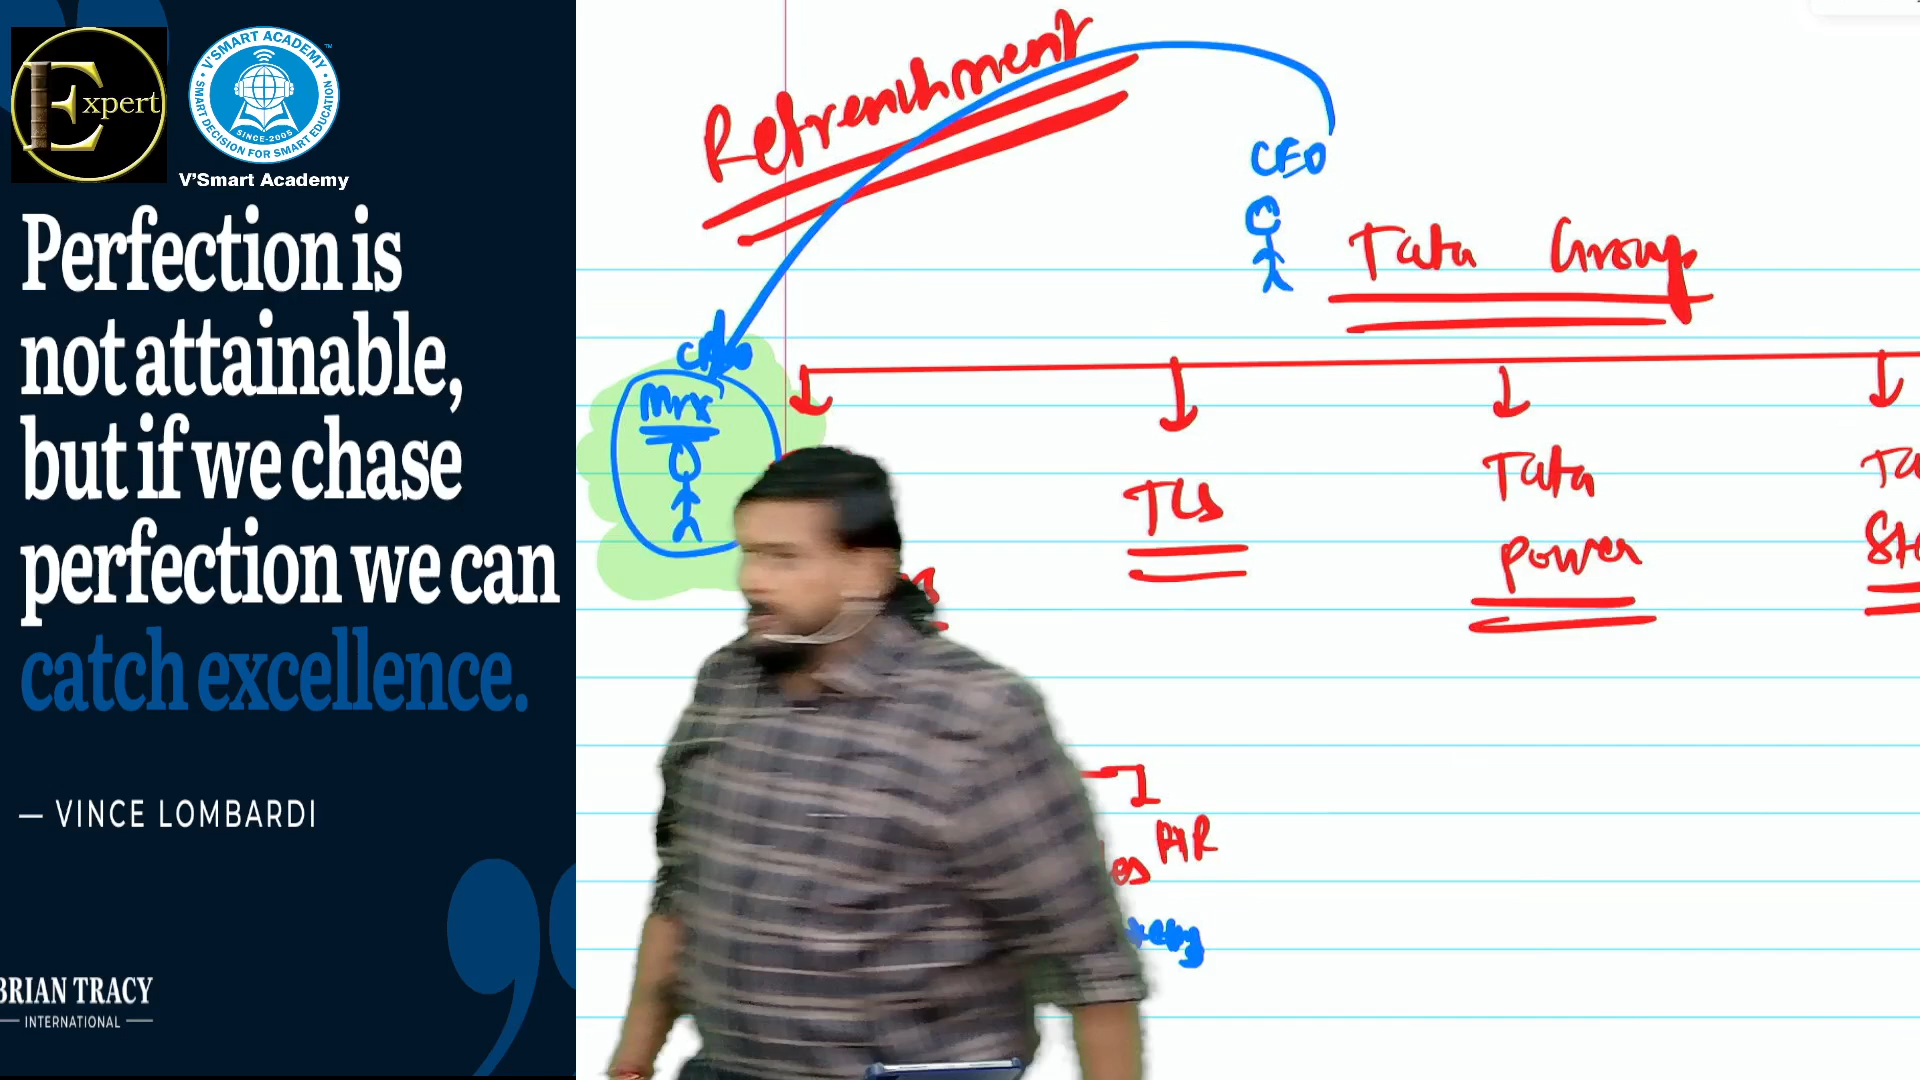 Expert
V'SMART ACADEMY
SMART DECISION FOR SMART EDUCATION
SINCE-2005
V'Smart Academy
Perfection is
not attainable,
but if we chase
perfection we can
catch excellence.
— VINCE LOMBARDI
BRIAN TRACY
INTERNATIONAL
Retrenchment
CEO
Tata Group
Mrx
TCS
Tata
power
HR